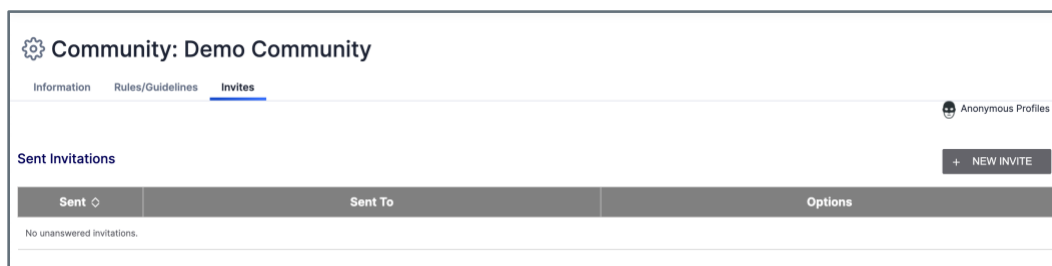 Community: Demo Community
Information Rules/Guidelines Invites
Anonymous Profiles
Sent Invitations
+ NEW INVITE
Sent Sent To Options
No unanswered invitations.